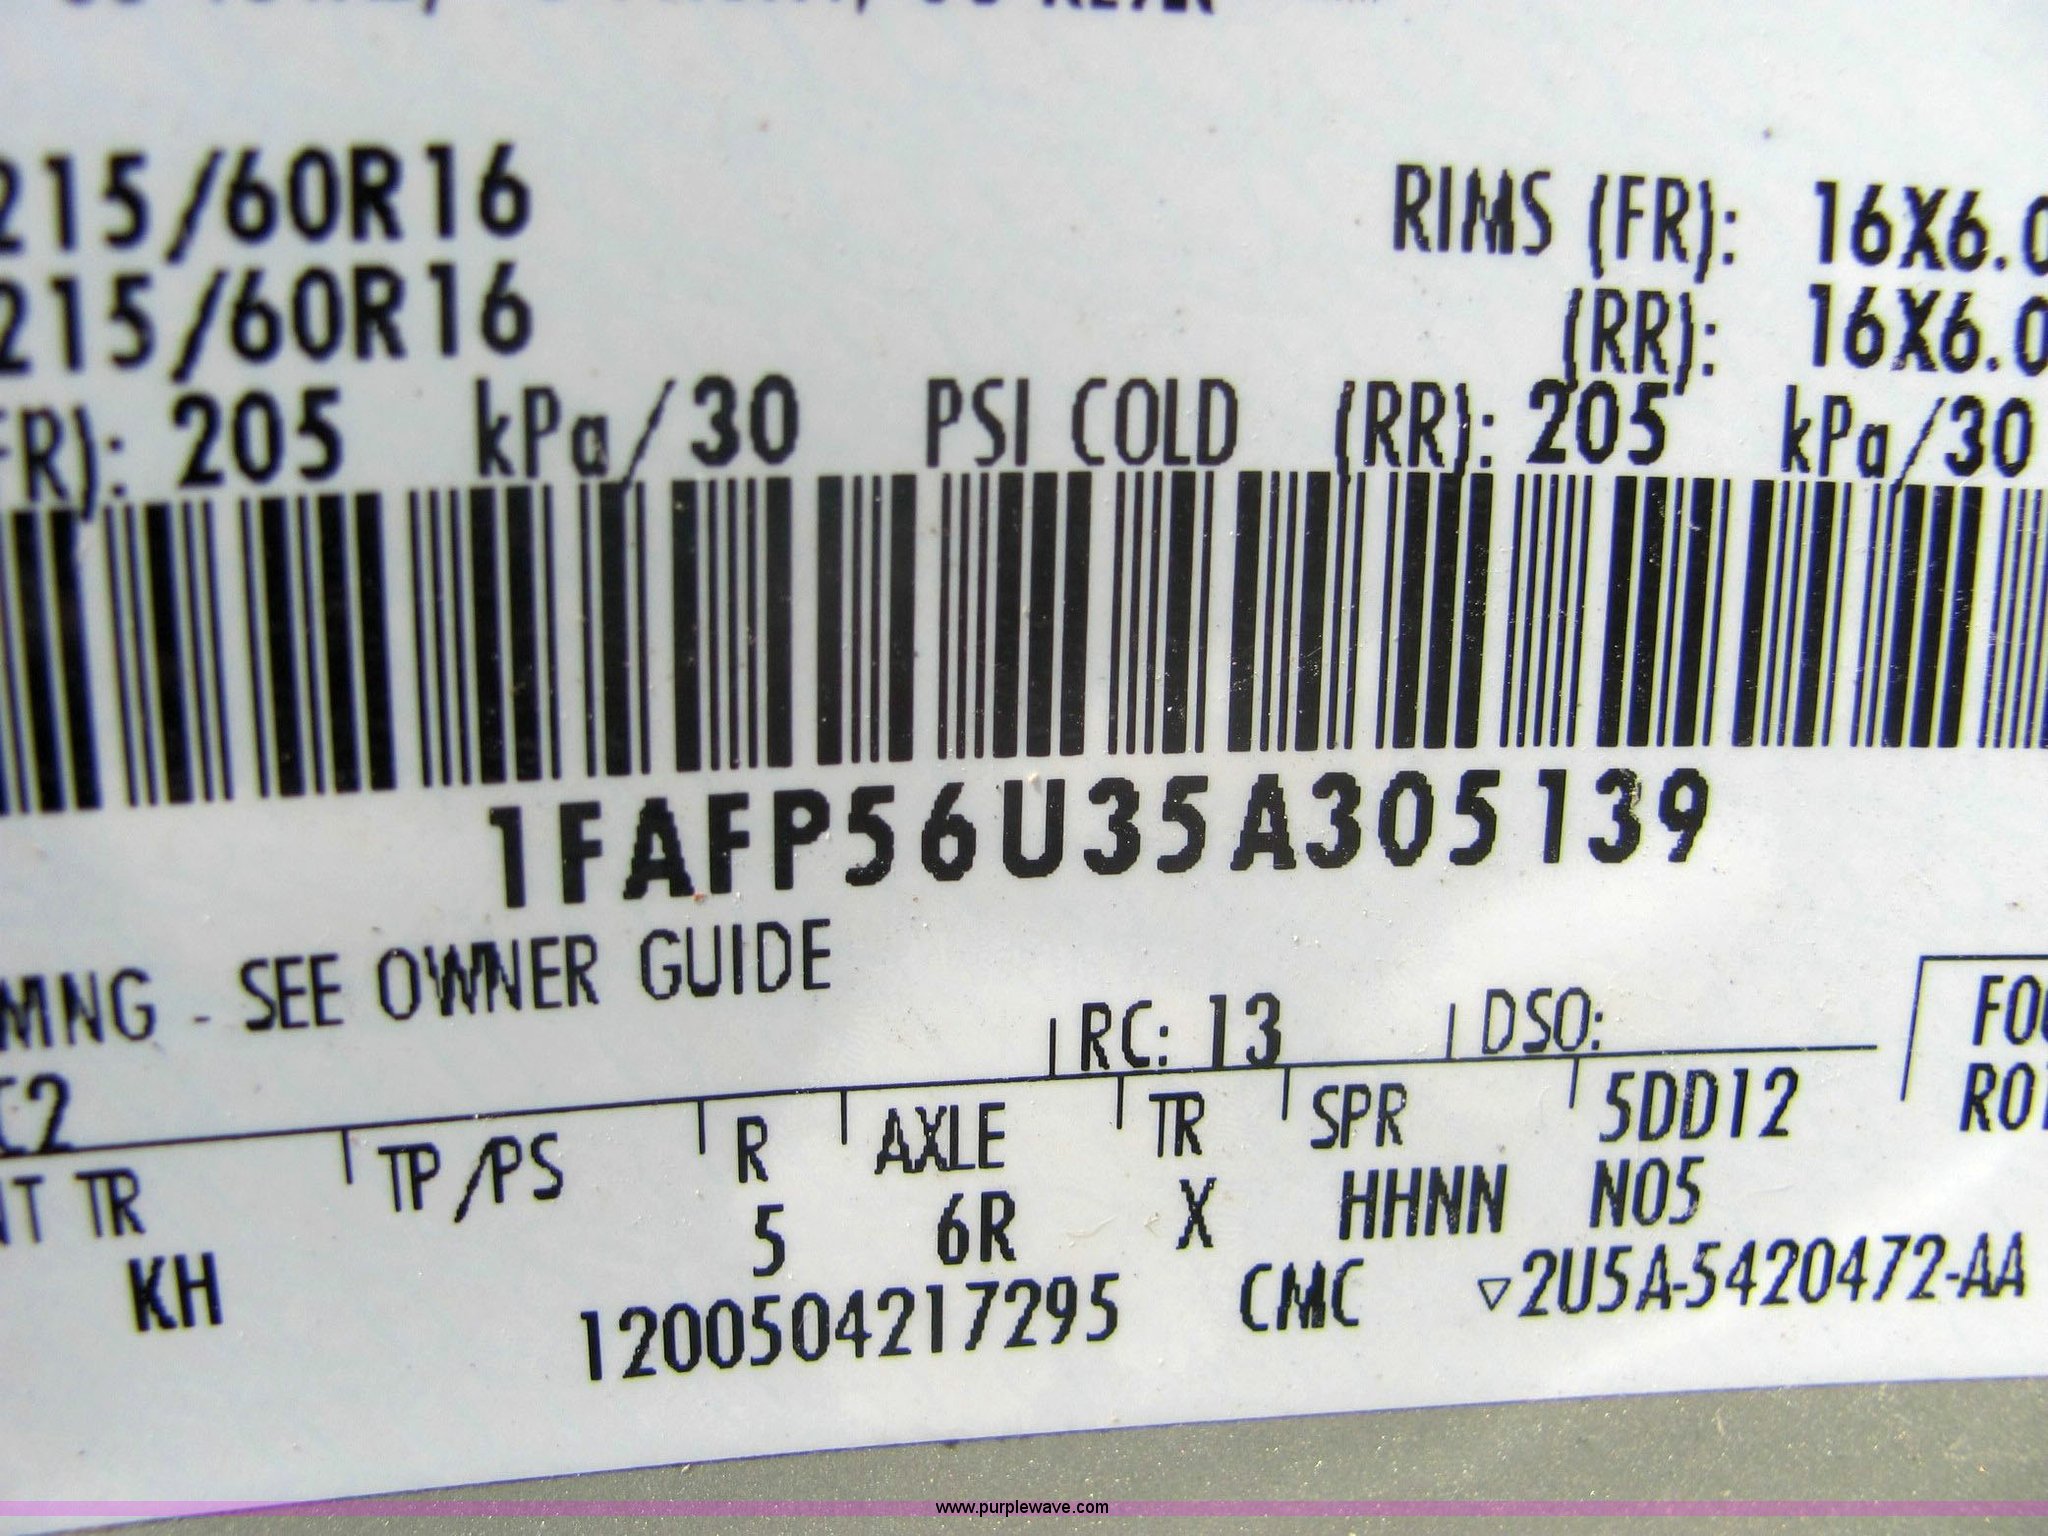 215/60R16 RIMS (FR): 16X6.0
215/60R16 (RR): 16X6.0
FR): 205 kPa/30 PSI COLD (RR): 205 kPa/30
1FAFP56U35A305139
MNG - SEE OWNER GUIDE
RC: 13 DSO:
C2
NT TR TP/PS R AXLE TR SPR 5DD12
KH 5 6R X HHNN N05
1200504217295 CMC ▽2U5A-5420472-AA
www.purplewave.com